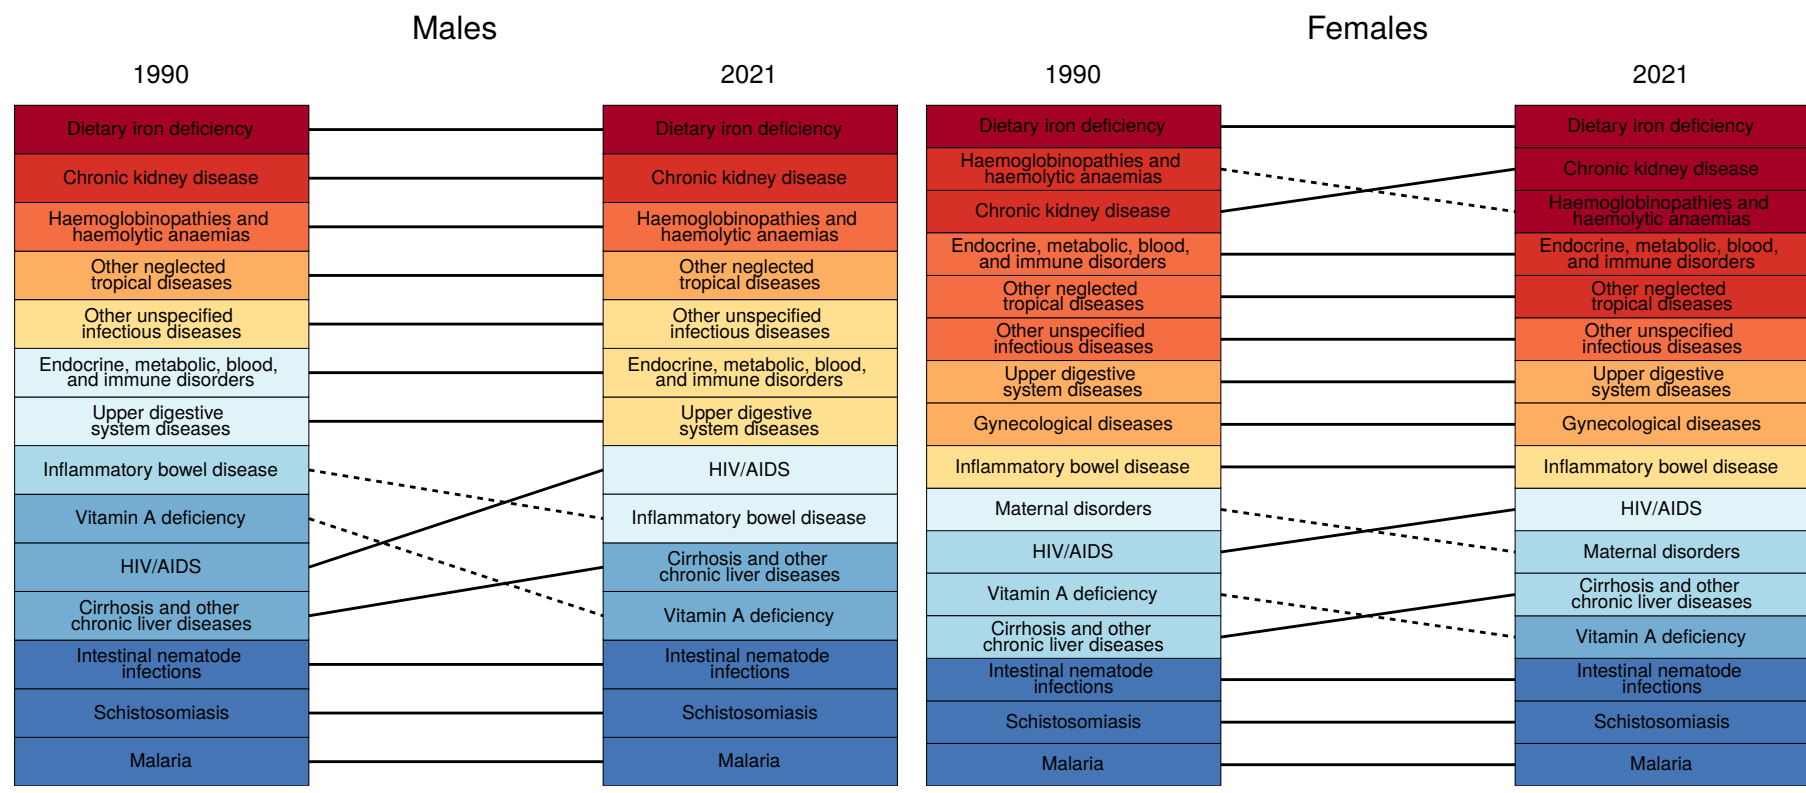 Males
1990
2021
Dietary iron deficiency
Chronic kidney disease
Haemoglobinopathies and
haemolytic anaemias
Other neglected
tropical diseases
Other unspecified
infectious diseases
Endocrine, metabolic, blood,
and immune disorders
Upper digestive
system diseases
Inflammatory bowel disease
Vitamin A deficiency
HIV/AIDS
Cirrhosis and other
chronic liver diseases
Intestinal nematode
infections
Schistosomiasis
Malaria
Dietary iron deficiency
Chronic kidney disease
Haemoglobinopathies and
haemolytic anaemias
Other neglected
tropical diseases
Other unspecified
infectious diseases
Endocrine, metabolic, blood,
and immune disorders
Upper digestive
system diseases
HIV/AIDS
Inflammatory bowel disease
Cirrhosis and other
chronic liver diseases
Vitamin A deficiency
Intestinal nematode
infections
Schistosomiasis
Malaria
Females
1990
2021
Dietary iron deficiency
Haemoglobinopathies and
haemolytic anaemias
Chronic kidney disease
Endocrine, metabolic, blood,
and immune disorders
Other neglected
tropical diseases
Other unspecified
infectious diseases
Upper digestive
system diseases
Gynecological diseases
Inflammatory bowel disease
Maternal disorders
HIV/AIDS
Vitamin A deficiency
Cirrhosis and other
chronic liver diseases
Intestinal nematode
infections
Schistosomiasis
Malaria
Dietary iron deficiency
Chronic kidney disease
Haemoglobinopathies and
haemolytic anaemias
Endocrine, metabolic, blood,
and immune disorders
Other neglected
tropical diseases
Other unspecified
infectious diseases
Upper digestive
system diseases
Gynecological diseases
Inflammatory bowel disease
HIV/AIDS
Maternal disorders
Cirrhosis and other
chronic liver diseases
Vitamin A deficiency
Intestinal nematode
infections
Schistosomiasis
Malaria